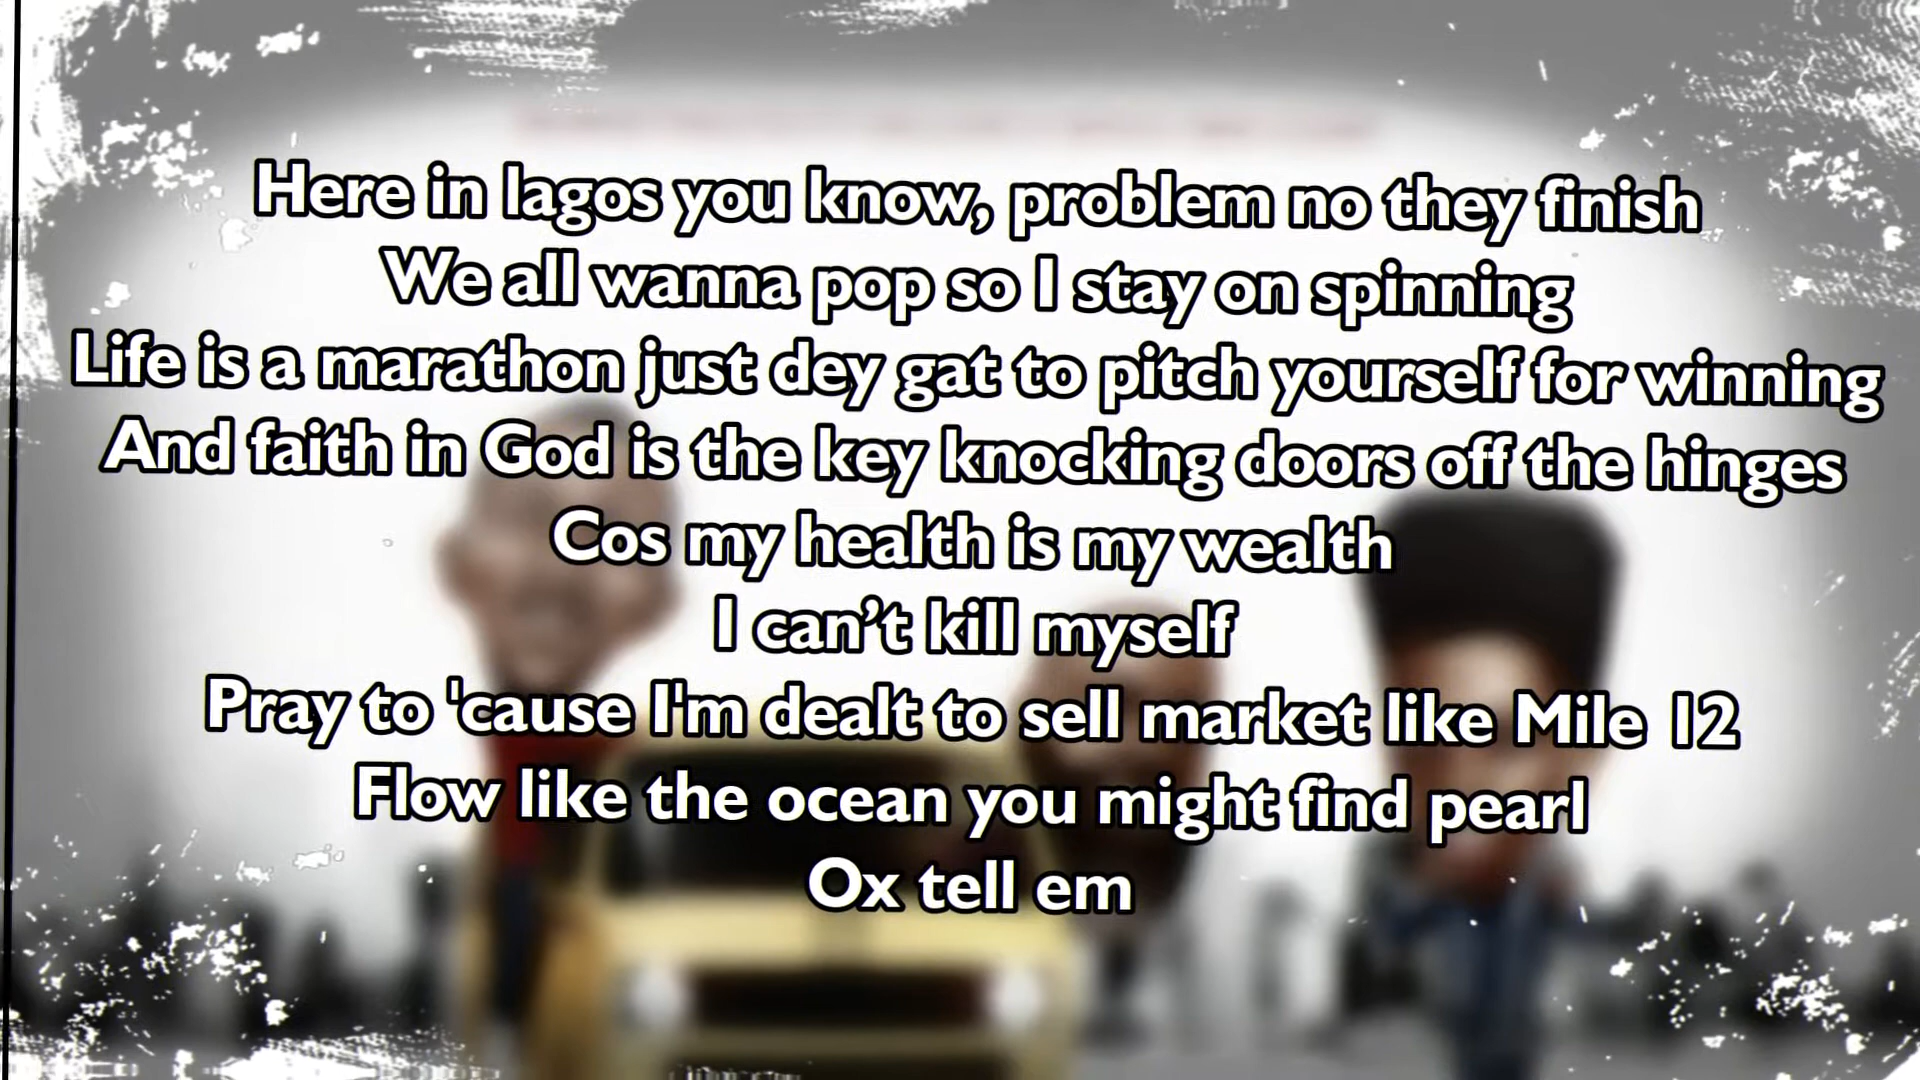 Here in lagos you know, problem no they finish
We all wanna pop so I stay on spinning
Life is a marathon just dey gat to pitch yourself for winning
And faith in God is the key knocking doors off the hinges
Cos my health is my wealth
I can’t kill myself
Pray to 'cause I'm dealt to sell market like Mile 12
Flow like the ocean you might find pearl
Ox tell em